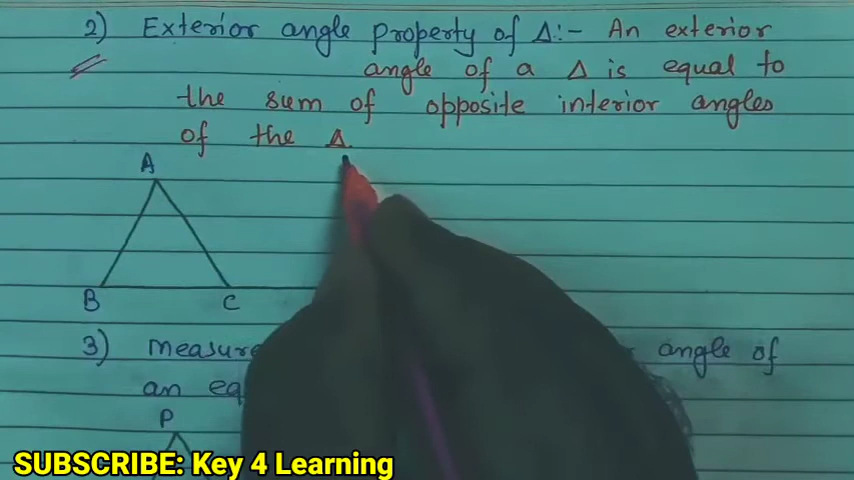 2) Exterior angle property of Δ:- An exterior
angle of a Δ is equal to
the sum of opposite interior angles
of the Δ
A
B C
3) measure angle of
an
P
SUBSCRIBE: Key 4 Learning